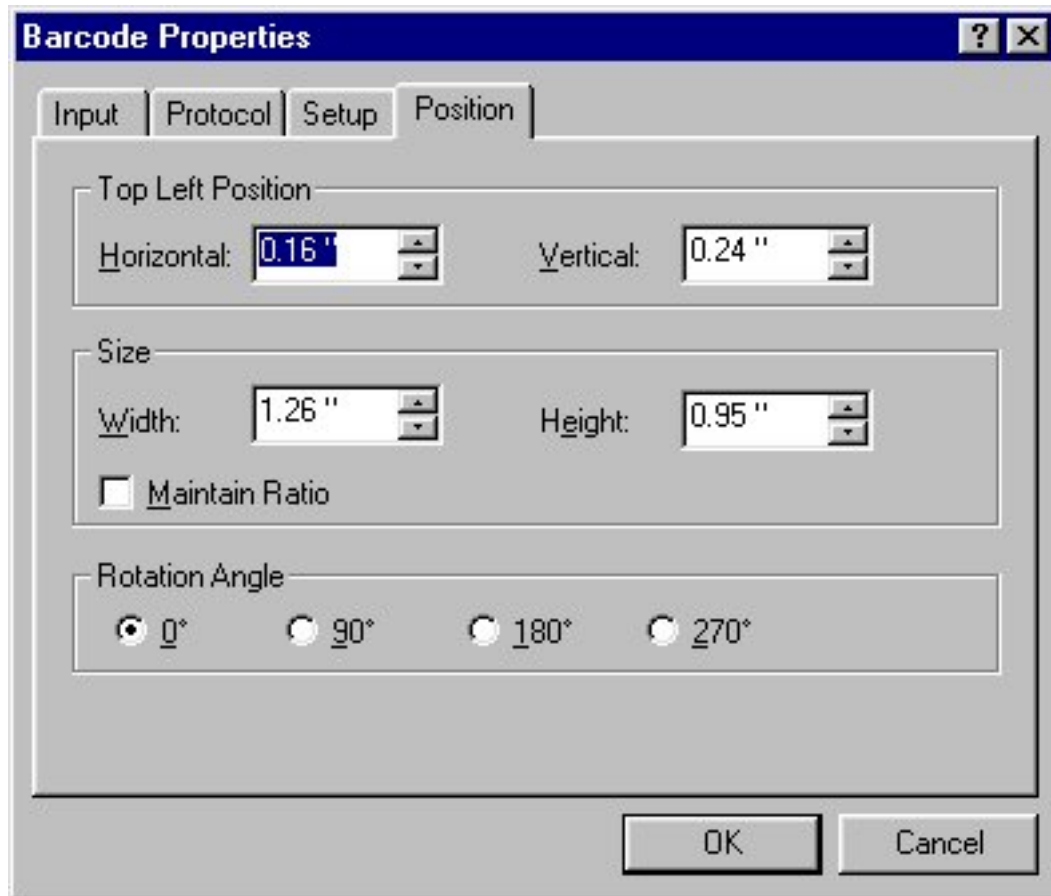 Barcode Properties
Input Protocol Setup Position
Top Left Position
Horizontal: 0.16 " Vertical: 0.24 "
Size
Width: 1.26 " Height: 0.95 "
Maintain Ratio
Rotation Angle
0° 90° 180° 270°
OK Cancel